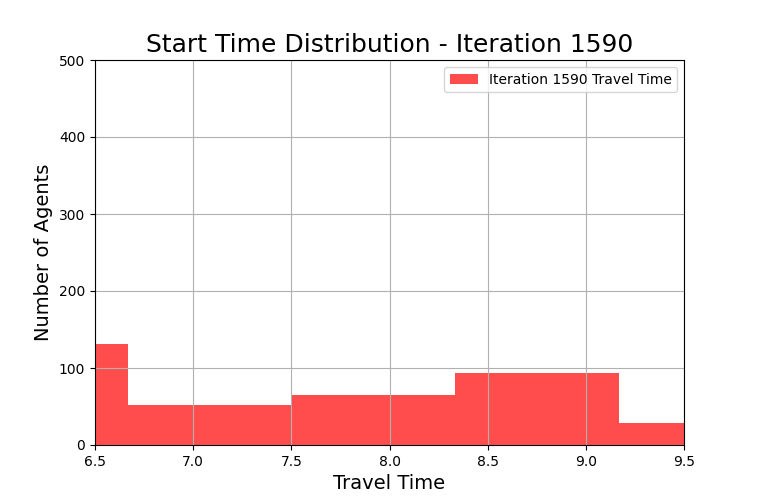 Start Time Distribution - Iteration 1590
Iteration 1590 Travel Time
Number of Agents
500
400
300
200
100
0
6.5 7.0 7.5 8.0 8.5 9.0 9.5
Travel Time